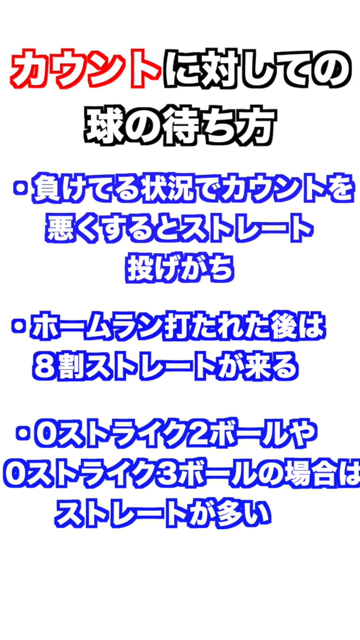 カウントに対しての
球の待ち方
・負けてる状況でカウントを
悪くするとストレート
投げがち
・ホームラン打たれた後は
8割ストレートが来る
・0ストライク2ボールや
0ストライク3ボールの場合は
ストレートが多い